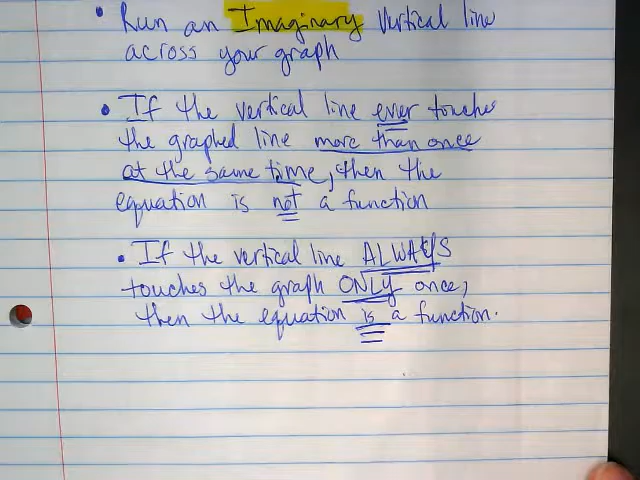 • Run an Imaginary vertical line
across your graph
• If the vertical line ever touches
the graphed line more than once
at the same time, then the
equation is not a function
• If the vertical line ALWAYS
touches the graph ONLY once,
then the equation is a function.